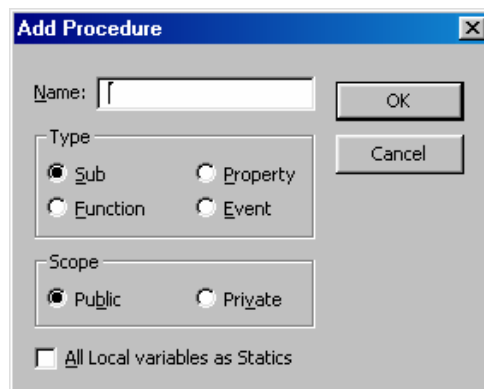 Add Procedure
Name:
OK
Cancel
Type
Sub
Property
Function
Event
Scope
Public
Private
All Local variables as Statics